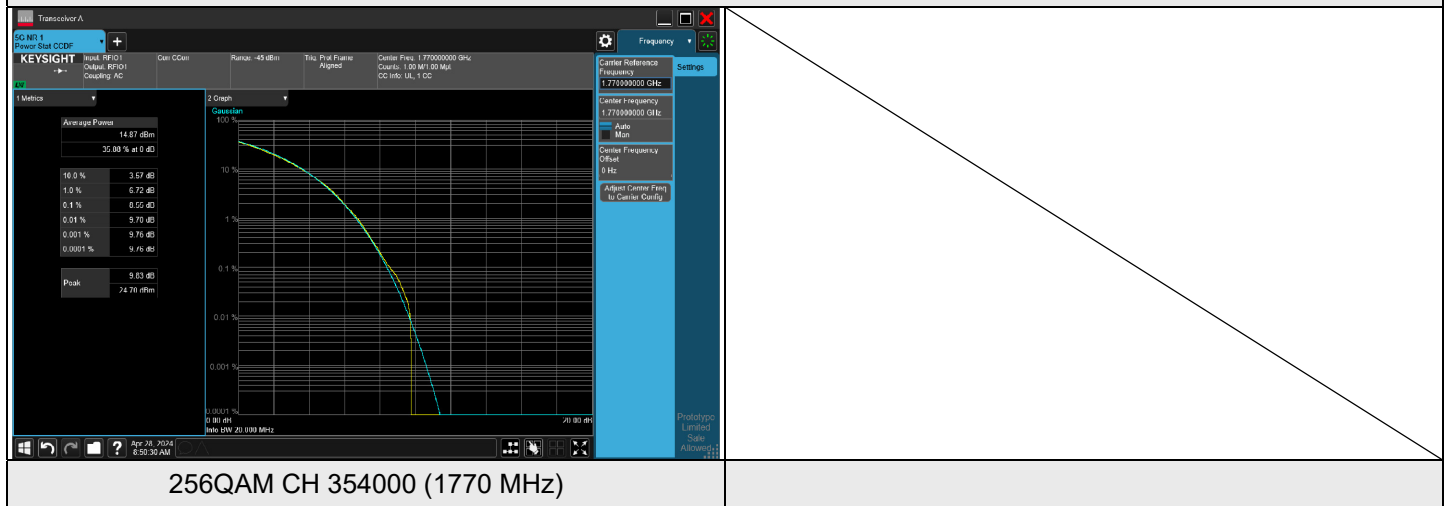 Transceiver A
5G NR 1
Power Stat CCDF
+
Frequency
KEYSIGHT
Input: RFIO1
Output: RFIO1
Coupling: AC
Corr CCorr
Range: -45 dBm
Trig: Prd Frame
Aligned
Center Freq: 1.770000000 GHz
Counts: 1.00 M/1.00 Mpt
CC Info: UL, 1 CC
Carrier Reference
Frequency
1.770000000 GHz
Settings
Center Frequency
1.770000000 GHz
Auto
Man
Center Frequency
Offset
0 Hz
Adjust Center Freq
to Carrier Config
1 Metrics
Average Power
14.87 dBm
35.08 % at 0 dB
10.0 % 3.57 dB
1.0 % 6.72 dB
0.1 % 8.55 dB
0.01 % 9.70 dB
0.001 % 9.76 dB
0.0001 % 9.76 dB
Peak 9.83 dB
24.70 dBm
2 Graph
Gaussian
100 %
10 %
1 %
0.1 %
0.01 %
0.001 %
0.0001 %
0.00 dB 20.00 dB
Info BW 20.000 MHz
Prototype
Limited
Sale
Allowed
?
Apr 28, 2024
8:50:30 AM
256QAM CH 354000 (1770 MHz)